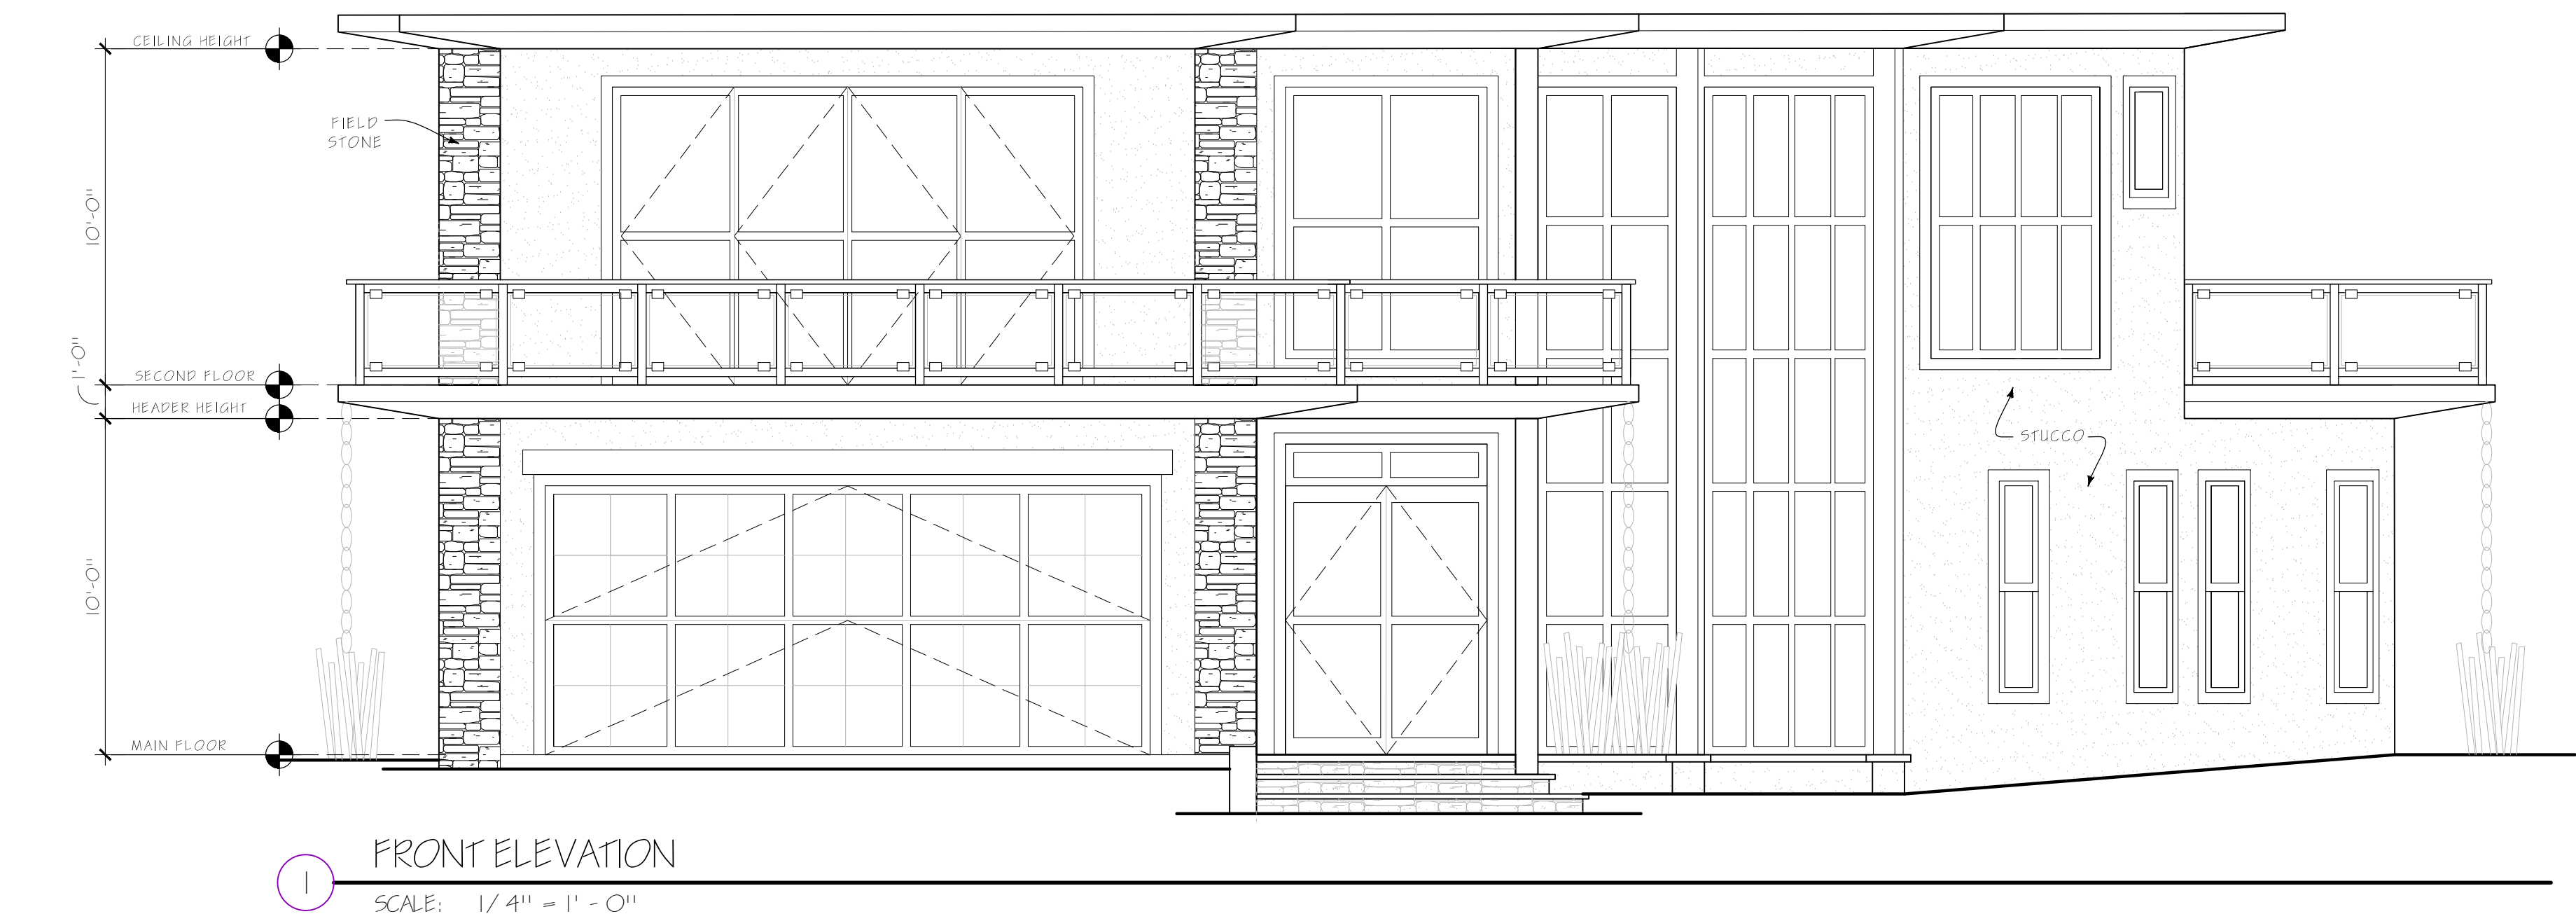 CEILING HEIGHT
FIELD
STONE
10'-0"
1'-0"
SECOND FLOOR
HEADER HEIGHT
STUCCO
10'-0"
MAIN FLOOR
FRONT ELEVATION
1
SCALE: 1/4" = 1' - 0"